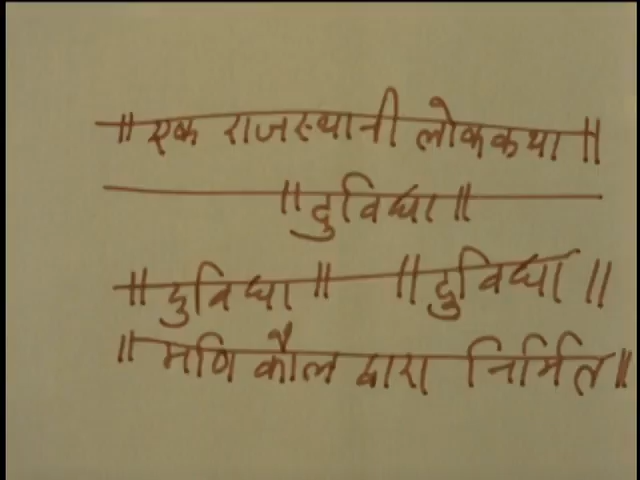 ॥ एक राजस्थानी लोककथा ॥
॥ दुविधा ॥
॥ दुविधा ॥ ॥ दुविधा ॥
॥ मणि कौल द्वारा निर्मित ॥